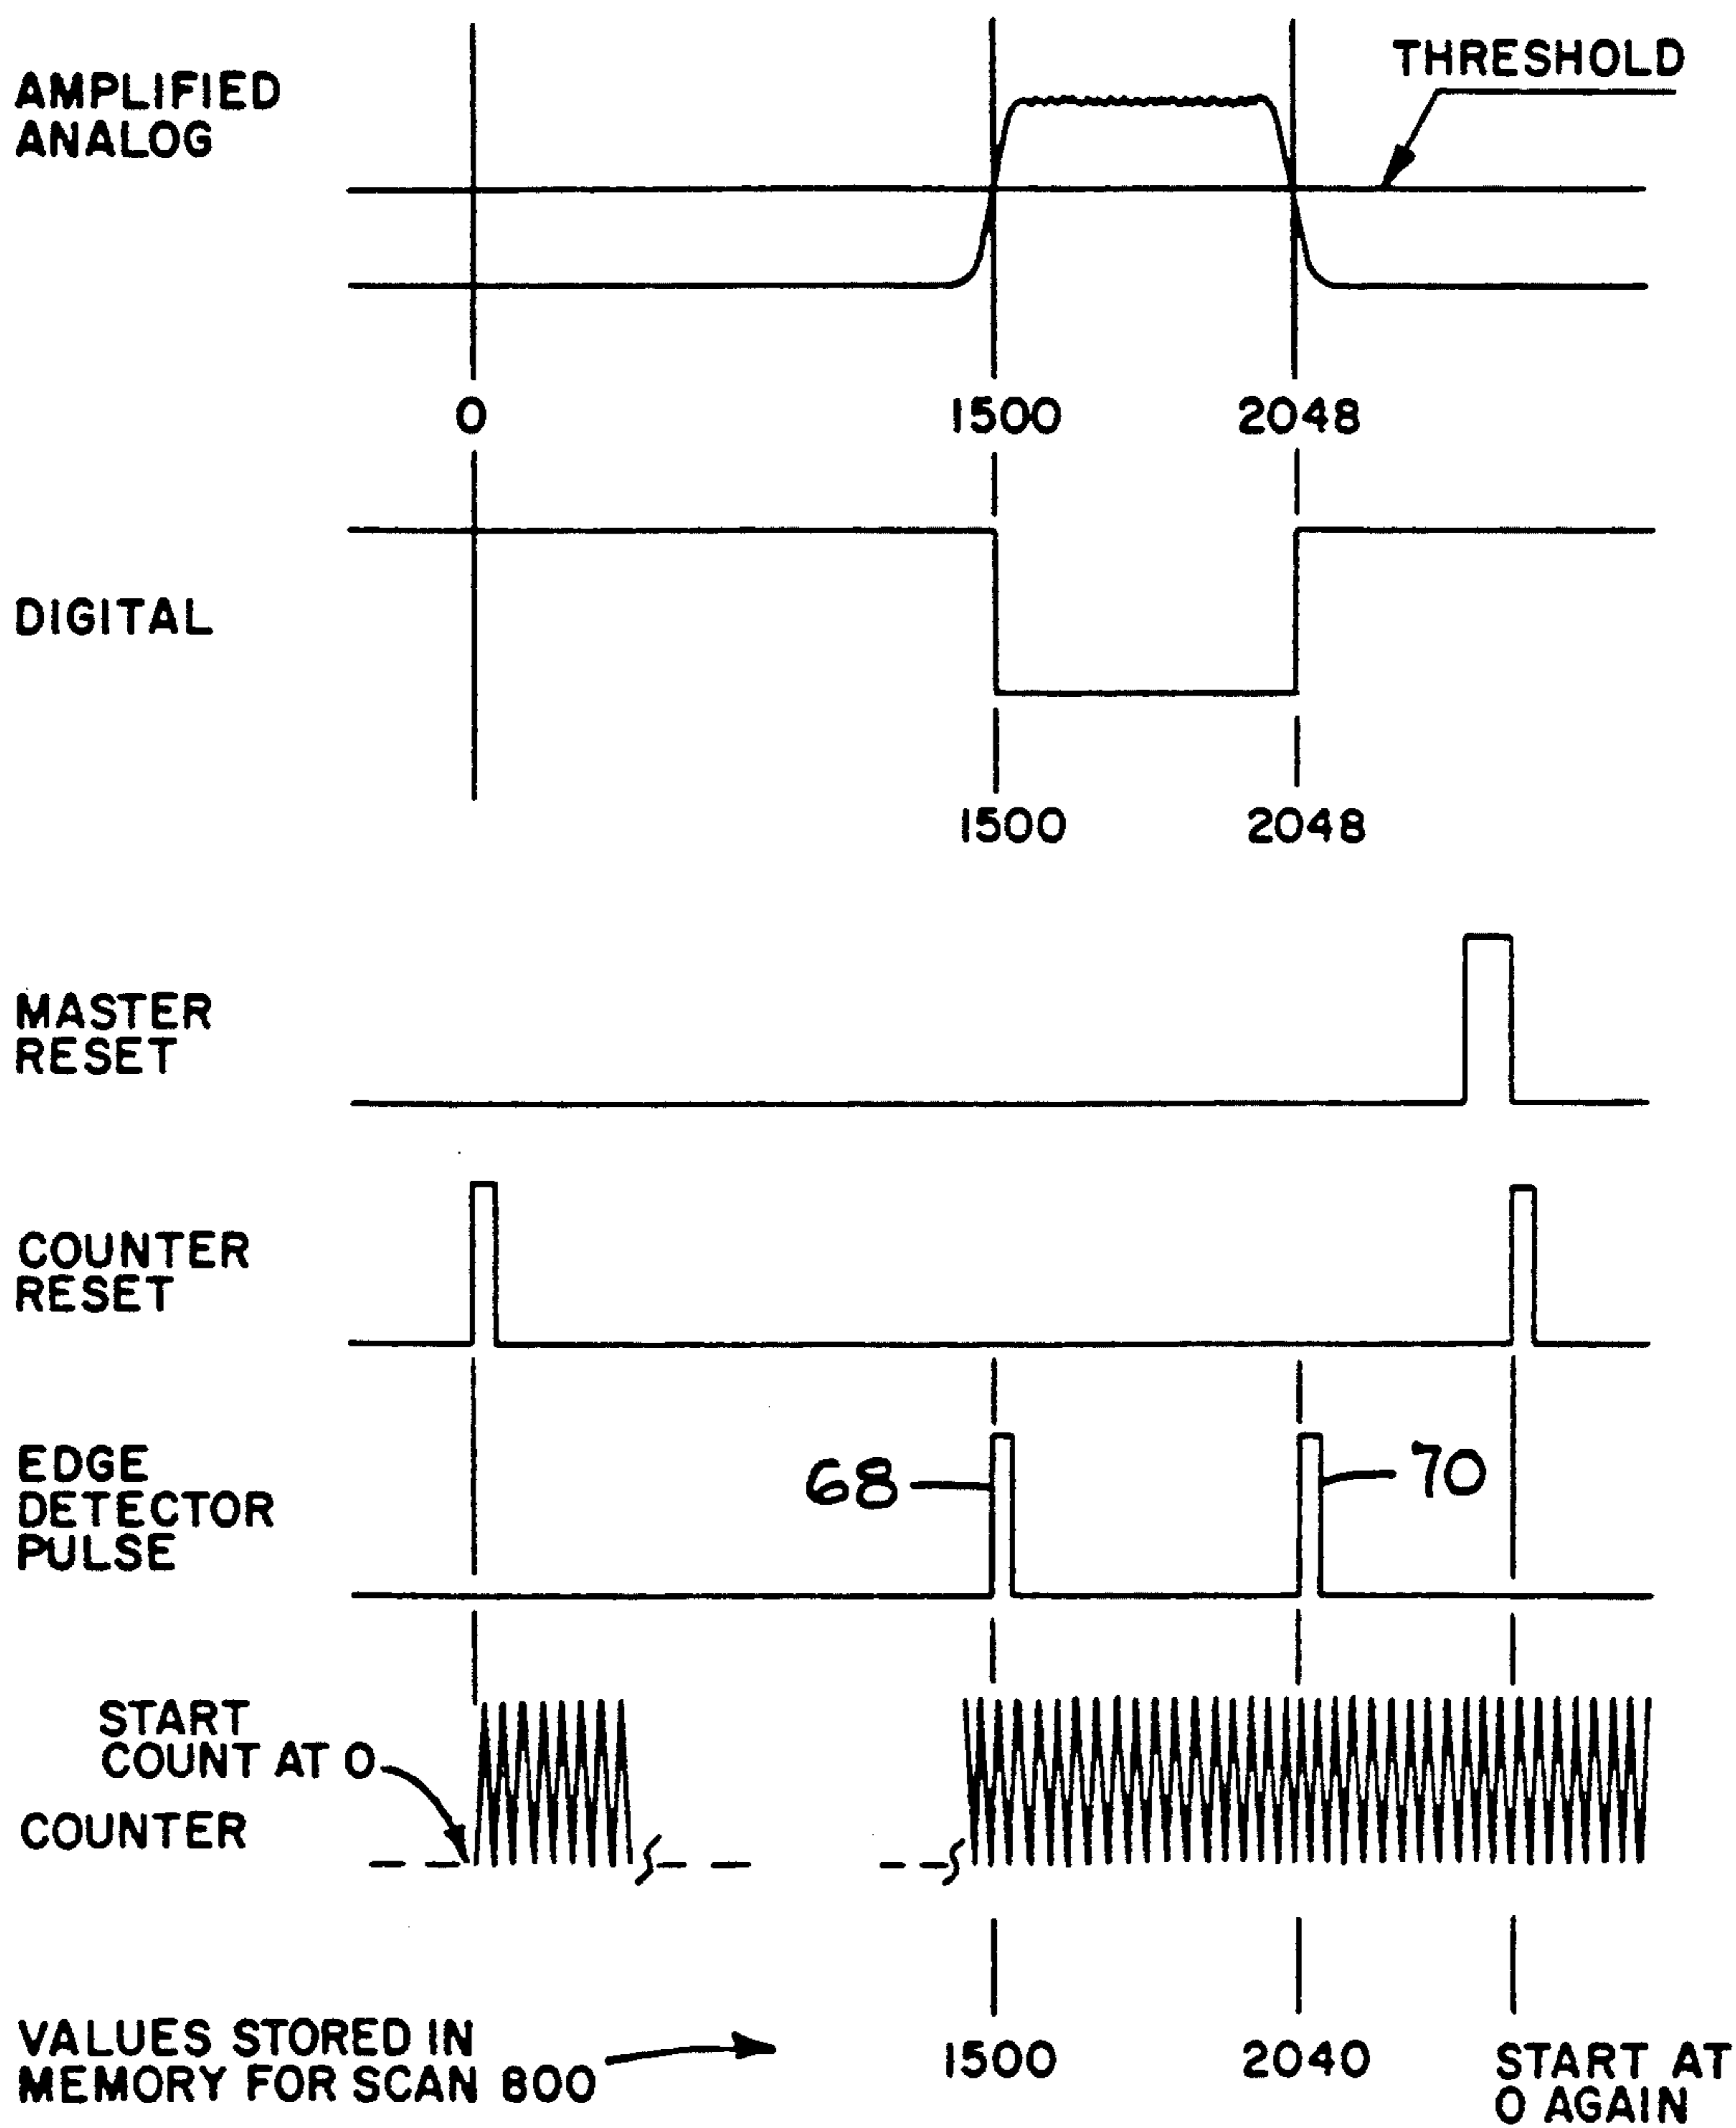 AMPLIFIED
ANALOG
THRESHOLD
0
1500
2048
DIGITAL
1500
2048
MASTER
RESET
COUNTER
RESET
EDGE
DETECTOR
PULSE
68
70
START
COUNT AT 0
COUNTER
VALUES STORED IN
MEMORY FOR SCAN 800
1500
2040
START AT
0 AGAIN